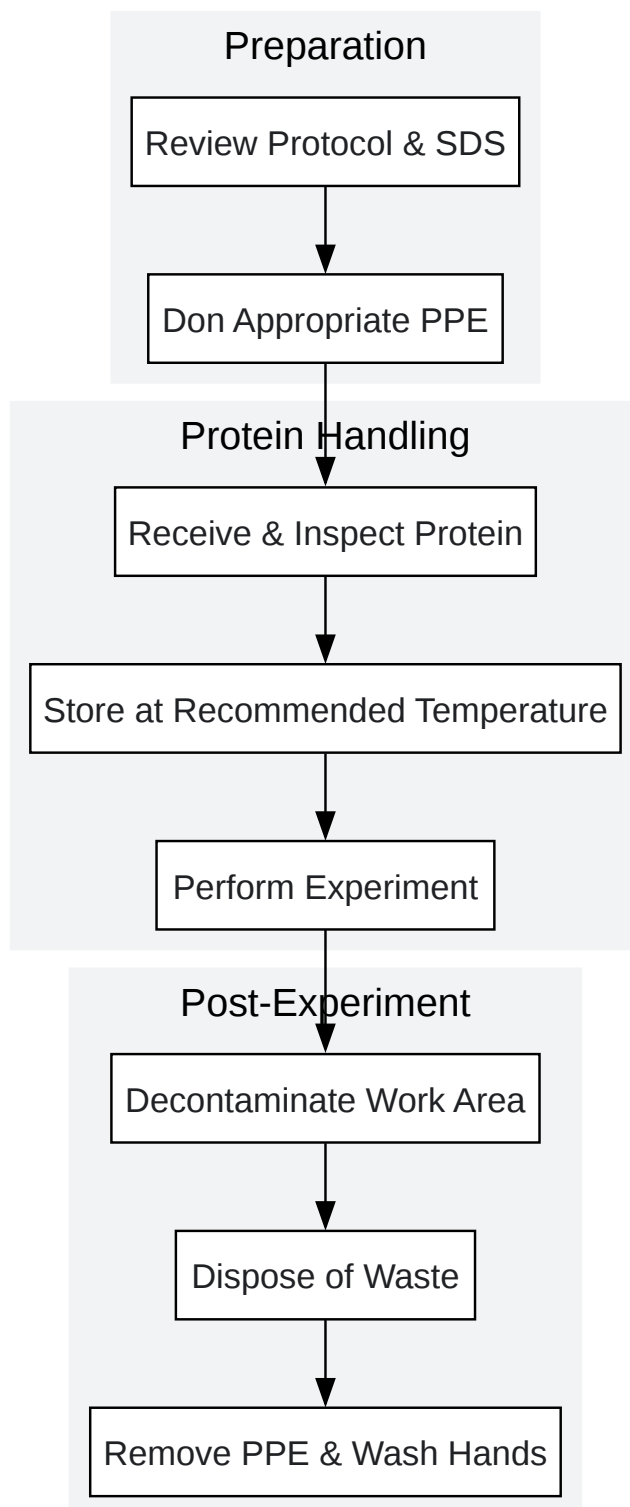 Preparation
Review Protocol & SDS
Don Appropriate PPE
Protein Handling
Receive & Inspect Protein
Store at Recommended Temperature
Perform Experiment
Post-Experiment
Decontaminate Work Area
Dispose of Waste
Remove PPE & Wash Hands